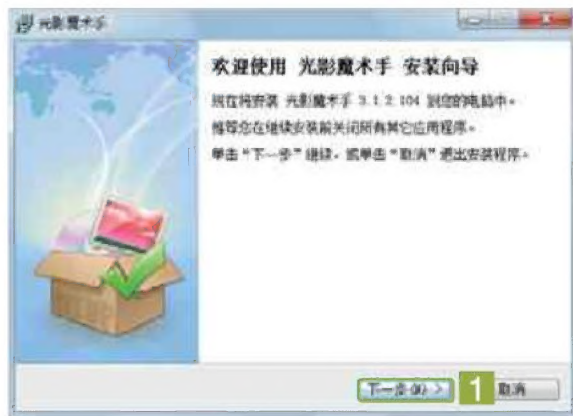 光影魔术手
欢迎使用 光影魔术手 安装向导
现在将安装 光影魔术手 3.1.2.104 到您的电脑中。
推荐您在继续安装前关闭所有其它应用程序。
单击“下一步”继续，或单击“取消”退出安装程序。
下一步(N) > 1 取消